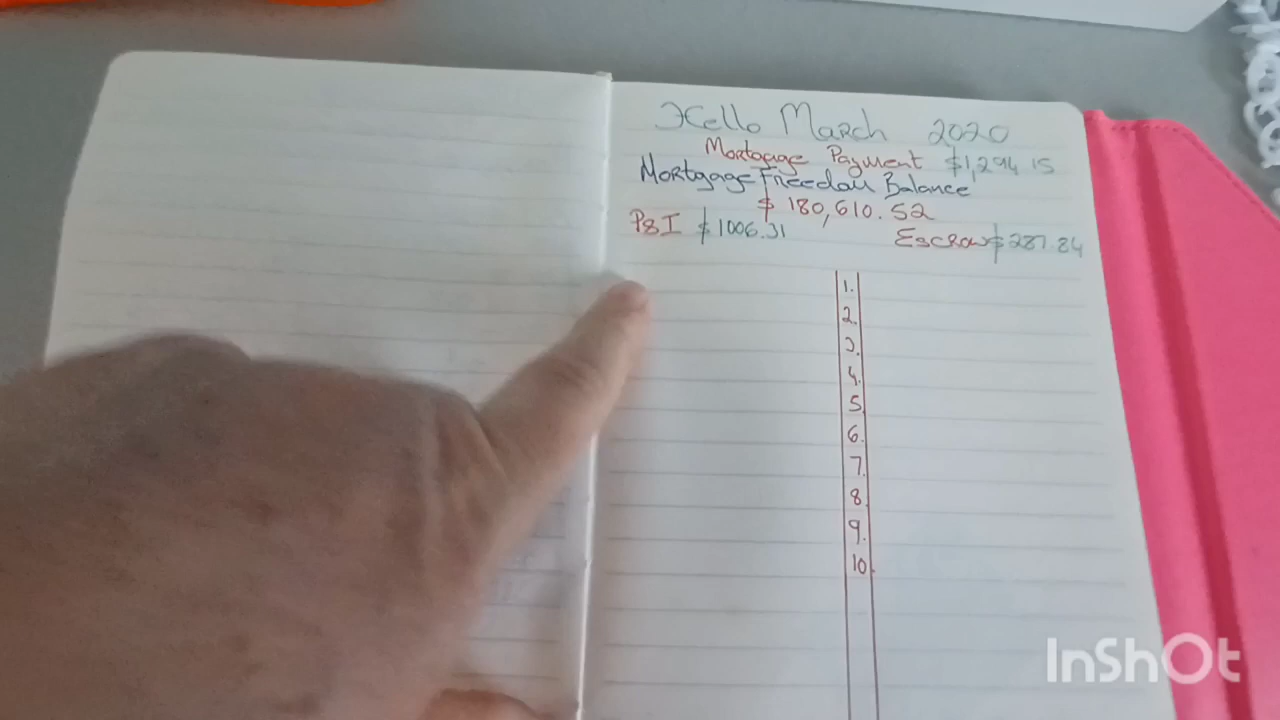 Hello March 2020
Mortgage Payment $1,294 15
Mortgage Freedom Balance
$ 180,610.52
P&I $1006.31 Escrow $287.84
1.
2.
3.
4.
5.
6.
7.
8.
9.
10.
InShOt